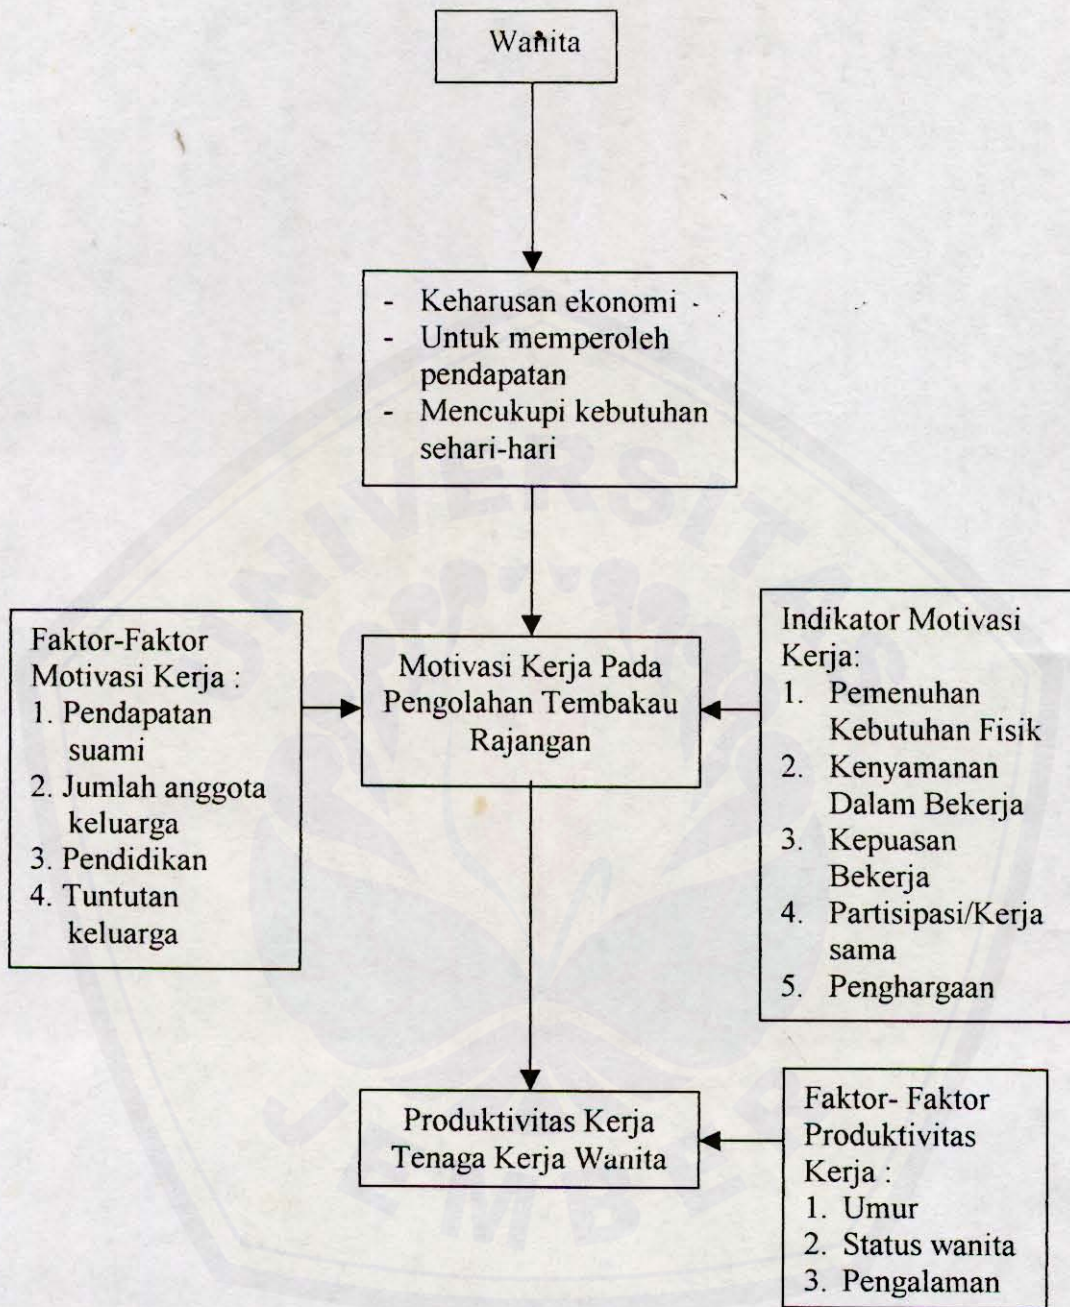 Wanita
- Keharusan ekonomi
- Untuk memperoleh
pendapatan
- Mencukupi kebutuhan
sehari-hari
Faktor-Faktor
Motivasi Kerja :
1. Pendapatan
suami
2. Jumlah anggota
keluarga
3. Pendidikan
4. Tuntutan
keluarga
Motivasi Kerja Pada
Pengolahan Tembakau
Rajangan
Indikator Motivasi
Kerja:
1. Pemenuhan
Kebutuhan Fisik
2. Kenyamanan
Dalam Bekerja
3. Kepuasan
Bekerja
4. Partisipasi/Kerja
sama
5. Penghargaan
Produktivitas Kerja
Tenaga Kerja Wanita
Faktor- Faktor
Produktivitas
Kerja :
1. Umur
2. Status wanita
3. Pengalaman
UNIVERSITAS
JEMBER